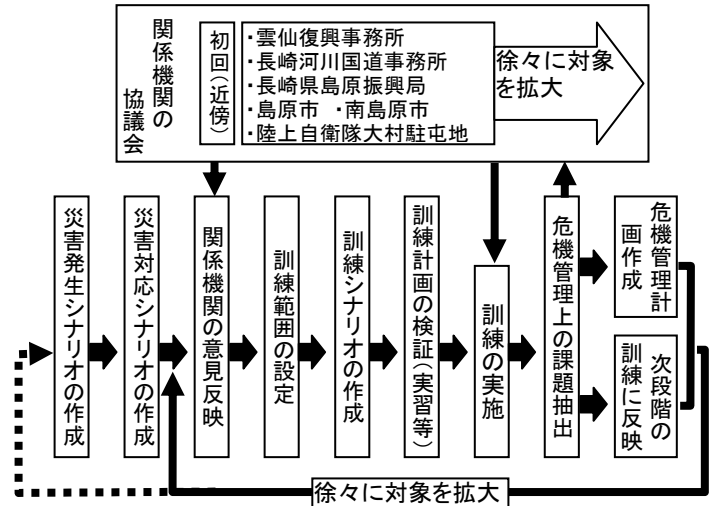 関係機関の
協議会
初回(近傍)
・雲仙復興事務所
・長崎河川国道事務所
・長崎県島原振興局
・島原市 ・南島原市
・陸上自衛隊大村駐屯地
徐々に対象
を拡大
災害発生シナリオの作成
災害対応シナリオの作成
関係機関の意見反映
訓練範囲の設定
訓練シナリオの作成
訓練計画の検証(実習等)
訓練の実施
危機管理上の課題抽出
危機管理計
画作成
次段階の
訓練に反映
徐々に対象を拡大